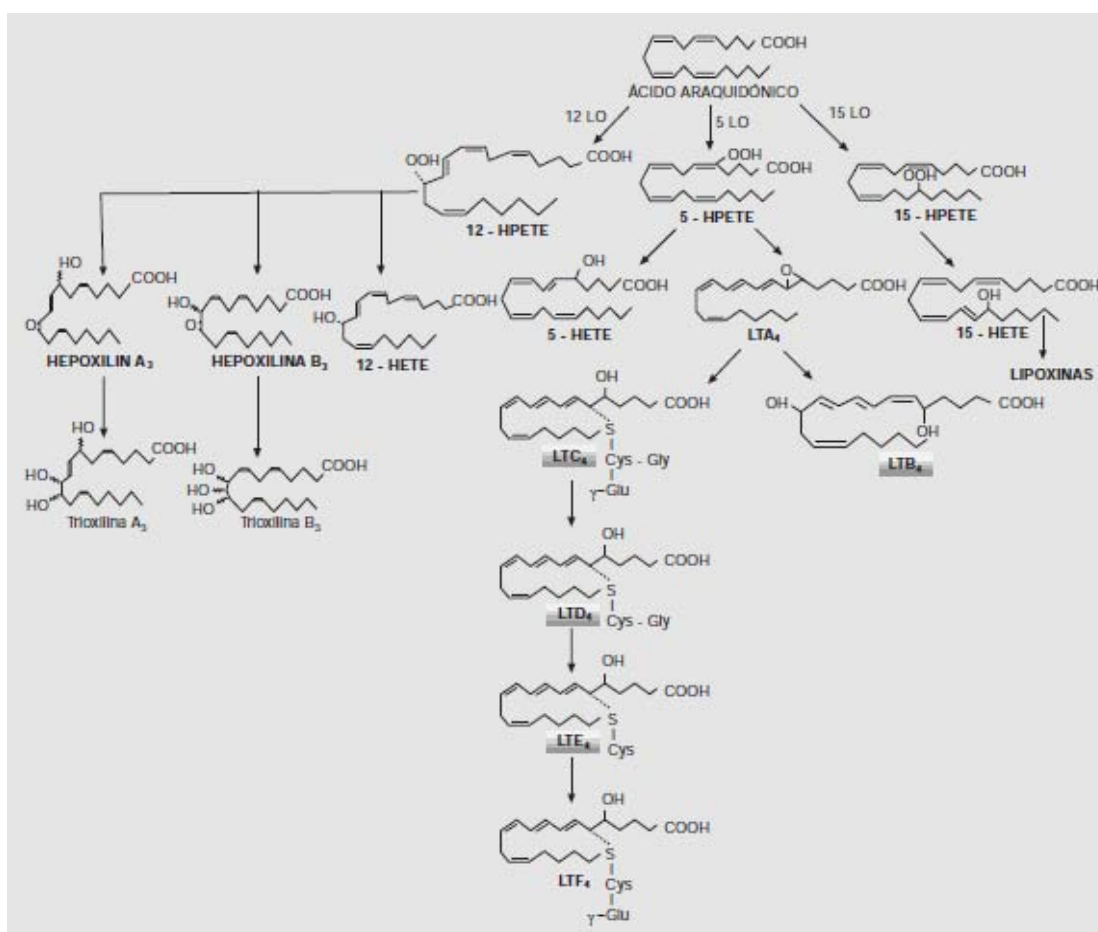 COOH
ÁCIDO ARAQUIDÓNICO
12 LO
5 LO
15 LO
OOH
COOH
12 - HPETE
OOH
COOH
5 - HPETE
COOH
OOH
15 - HPETE
HO
COOH
O
HEPOXILIN A3
COOH
HO
O
HEPOXILINA B3
COOH
HO
12 - HETE
OH
COOH
5 - HETE
O
COOH
LTA4
COOH
OH
15 - HETE
LIPOXINAS
HO
COOH
HO
HO
Trioxilina A3
COOH
HO
HO
HO
Trioxilina B3
OH
COOH
S
LTC4
Cys - Gly
γ-Glu
OH
COOH
OH
LTB4
OH
COOH
S
LTD4
Cys - Gly
OH
COOH
S
LTE4
Cys
OH
COOH
S
LTF4
Cys
γ-Glu